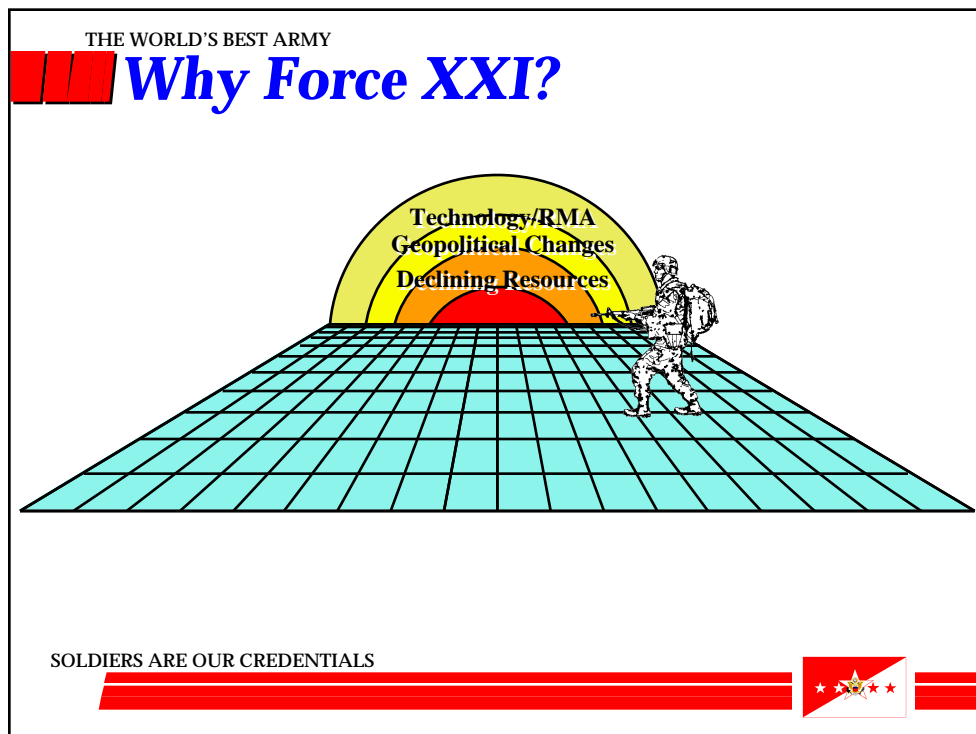 THE WORLD'S BEST ARMY
Why Force XXI?
Technology/RMA
Geopolitical Changes
Declining Resources
SOLDIERS ARE OUR CREDENTIALS